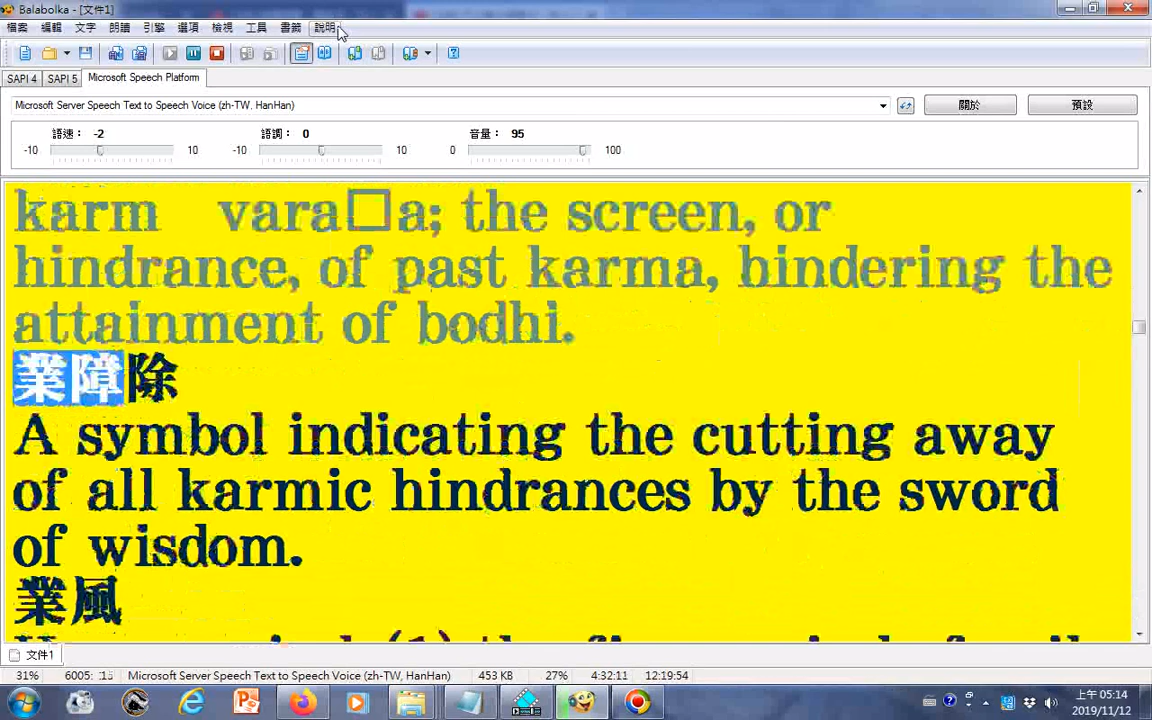 Balabolka - [文件1]
檔案 編輯 文字 朗讀 引擎 選項 檢視 工具 書籤 說明
SAPI 4 SAPI 5 Microsoft Speech Platform
Microsoft Server Speech Text to Speech Voice (zh-TW, HanHan) 關於 預設
語速： -2 語調： 0 音量： 95
-10 10 -10 10 0 100
karm vara□a; the screen, or
hindrance, of past karma, hindering the
attainment of bodhi.
業障除
A symbol indicating the cutting away
of all karmic hindrances by the sword
of wisdom.
業風
文件1
31% 6005: :15 Microsoft Server Speech Text to Speech Voice (zh-TW, HanHan) 453 KB 27% 4:32:11 12:19:54
上午 05:14
2019/11/12